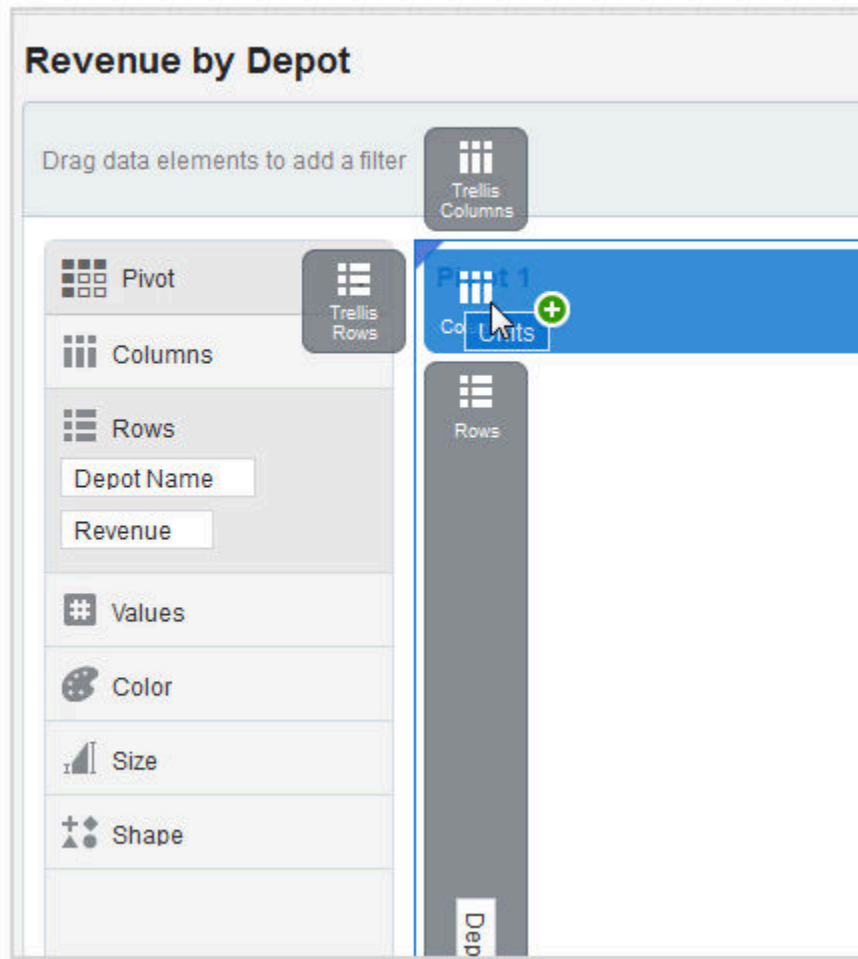 Revenue by Depot
Drag data elements to add a filter
Trellis
Columns
Pivot
Trellis
Rows
Columns
Units
Rows
Rows
Depot Name
Revenue
Values
Color
Size
Shape
Dep